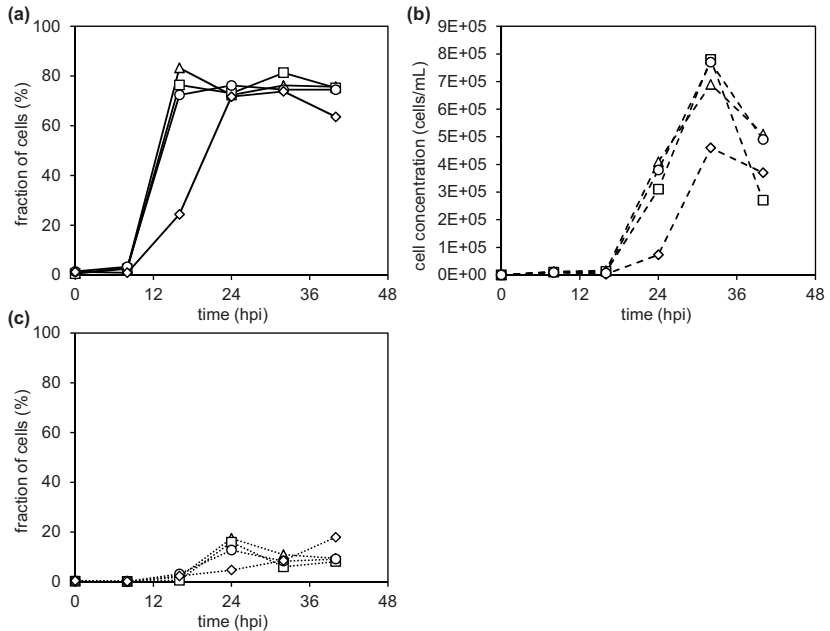 (a)
100
80
60
40
20
0
fraction of cells (%)
0 12 24 36 48
time (hpi)
(b)
9E+05
8E+05
7E+05
6E+05
5E+05
4E+05
3E+05
2E+05
1E+05
0E+00
cell concentration (cells/mL)
0 12 24 36 48
time (hpi)
(c)
100
80
60
40
20
0
fraction of cells (%)
0 12 24 36 48
time (hpi)